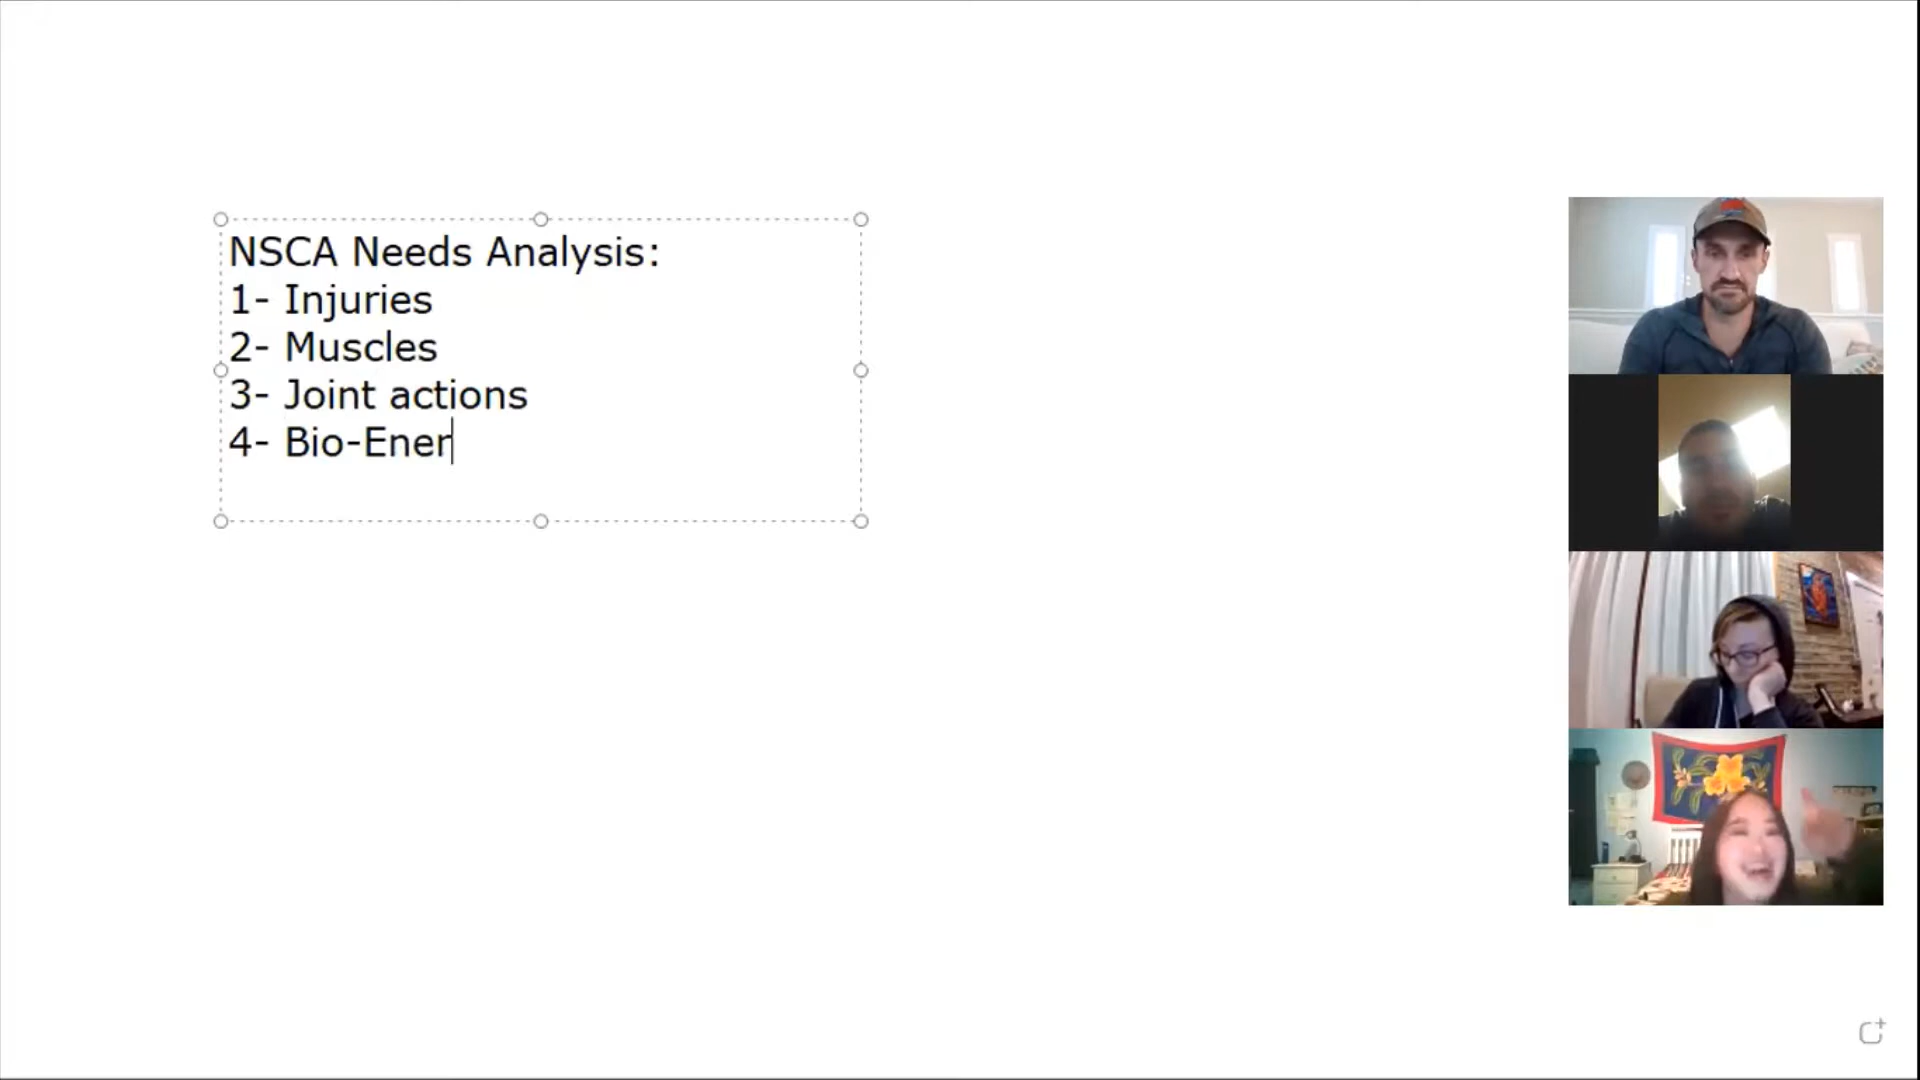 NSCA Needs Analysis:
1- Injuries
2- Muscles
3- Joint actions
4- Bio-Ener